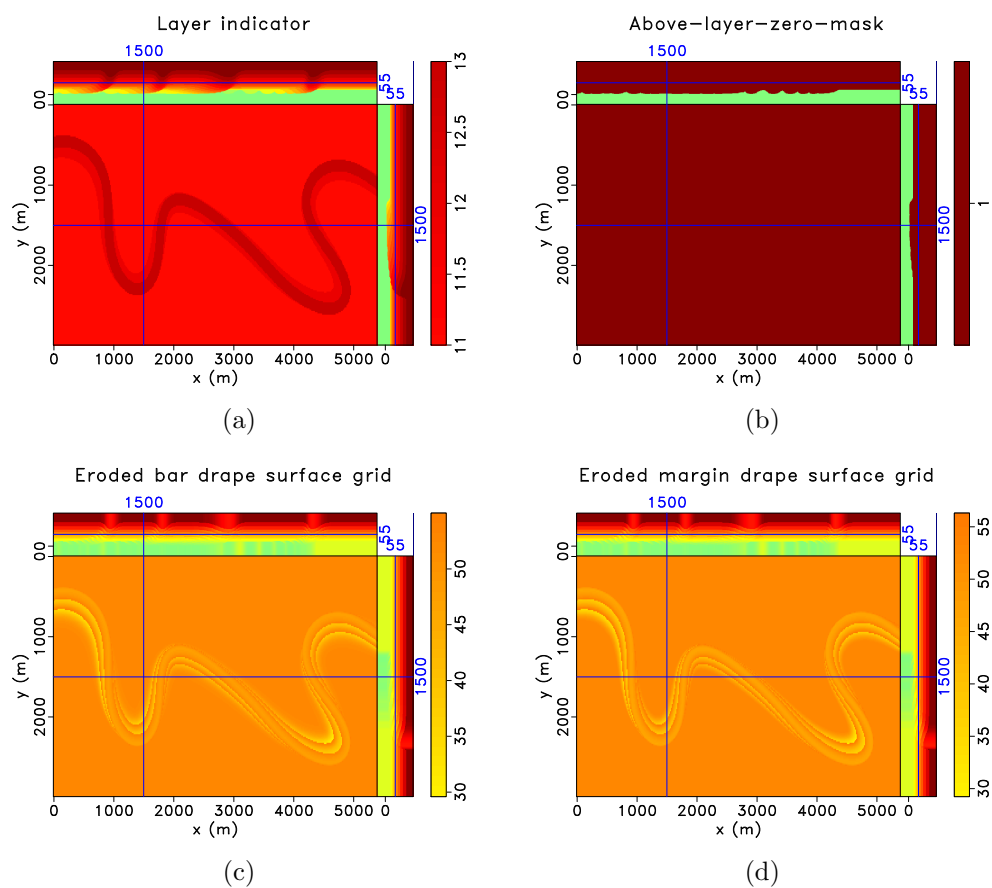 Layer indicator
1500
55
55
00
1000
2000
y (m)
1500
0 1000 2000 3000 4000 5000 0
x (m)
13
12.5
12
11.5
11
(a)
Above-layer-zero-mask
1500
55
55
00
1000
2000
y (m)
1500
0 1000 2000 3000 4000 5000 0
x (m)
1
(b)
Eroded bar drape surface grid
1500
55
55
00
1000
2000
y (m)
1500
0 1000 2000 3000 4000 5000 0
x (m)
50
45
40
35
30
(c)
Eroded margin drape surface grid
1500
55
55
00
1000
2000
y (m)
1500
0 1000 2000 3000 4000 5000 0
x (m)
55
50
45
40
35
30
(d)